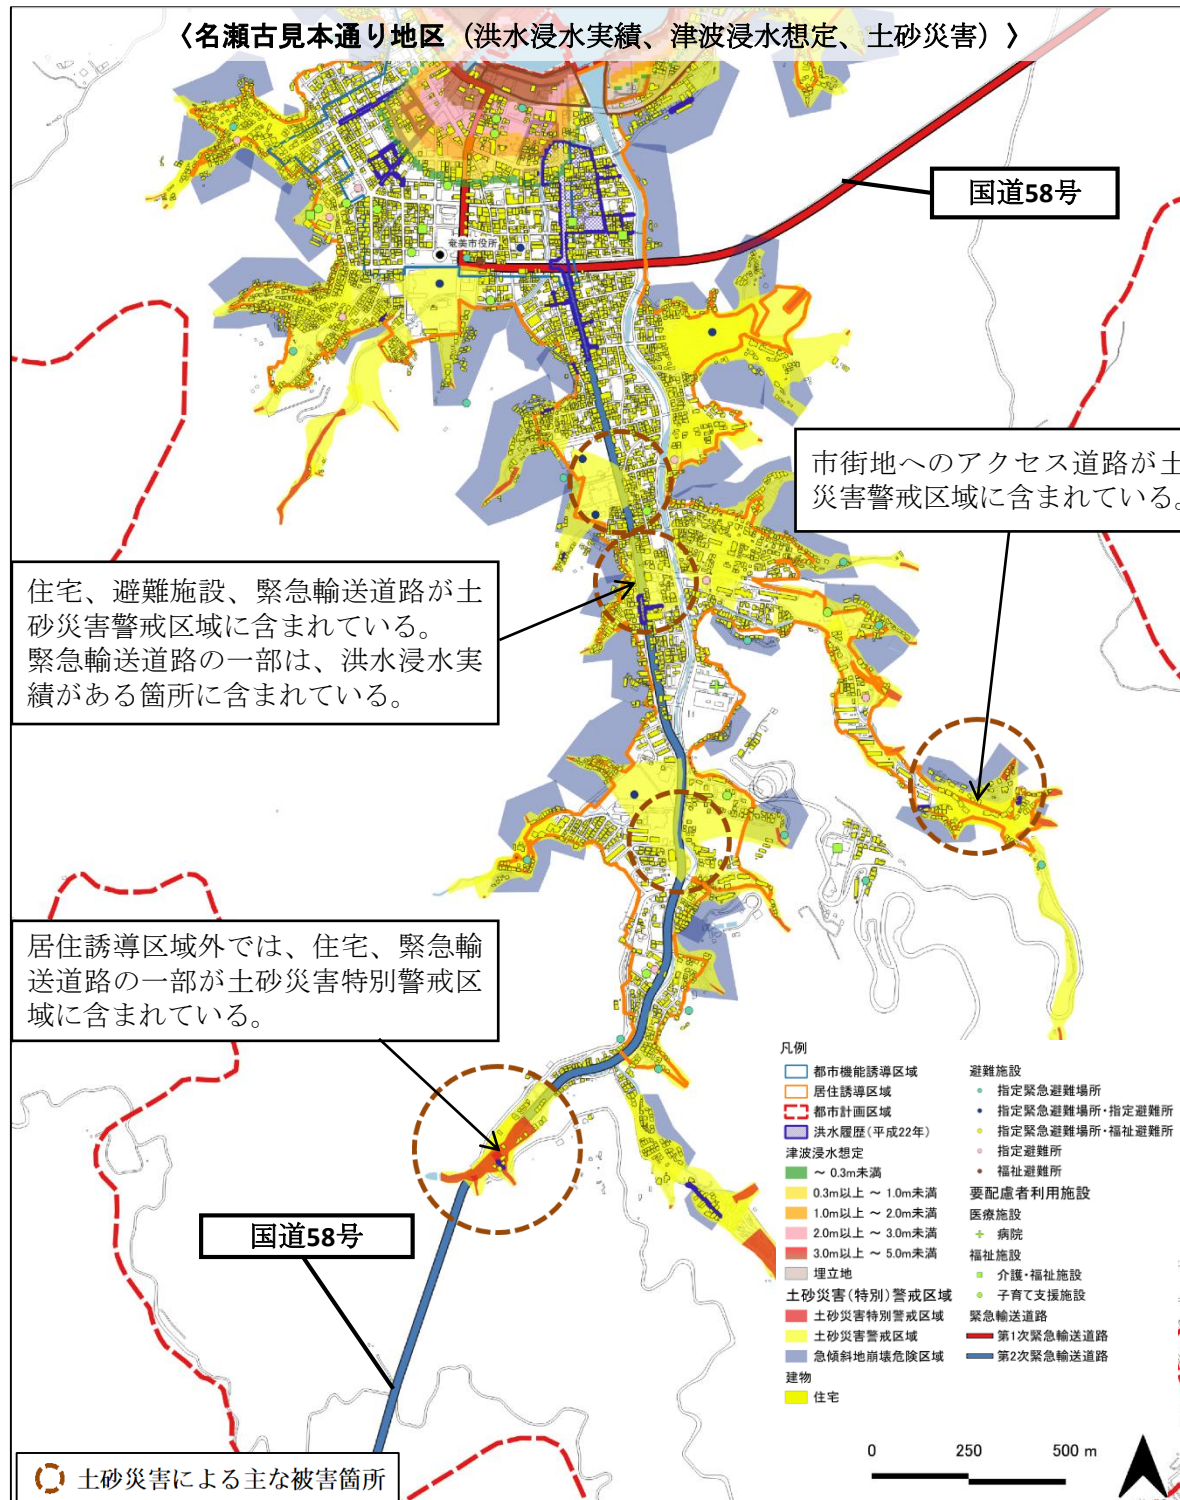 〈名瀬古見本通り地区（洪水浸水実績、津波浸水想定、土砂災害）〉
国道58号
奄美市役所
市街地へのアクセス道路が土
災害警戒区域に含まれている。
住宅、避難施設、緊急輸送道路が土
砂災害警戒区域に含まれている。
緊急輸送道路の一部は、洪水浸水実
績がある箇所に含まれている。
居住誘導区域外では、住宅、緊急輸
送道路の一部が土砂災害特別警戒区
域に含まれている。
国道58号
凡例
都市機能誘導区域
居住誘導区域
都市計画区域
洪水履歴(平成22年)
津波浸水想定
～ 0.3m未満
0.3m以上 ～ 1.0m未満
1.0m以上 ～ 2.0m未満
2.0m以上 ～ 3.0m未満
3.0m以上 ～ 5.0m未満
埋立地
土砂災害(特別)警戒区域
土砂災害特別警戒区域
土砂災害警戒区域
急傾斜地崩壊危険区域
建物
住宅
避難施設
指定緊急避難場所
指定緊急避難場所・指定避難所
指定緊急避難場所・福祉避難所
指定避難所
福祉避難所
要配慮者利用施設
医療施設
病院
福祉施設
介護・福祉施設
子育て支援施設
緊急輸送道路
第1次緊急輸送道路
第2次緊急輸送道路
0 250 500 m
土砂災害による主な被害箇所